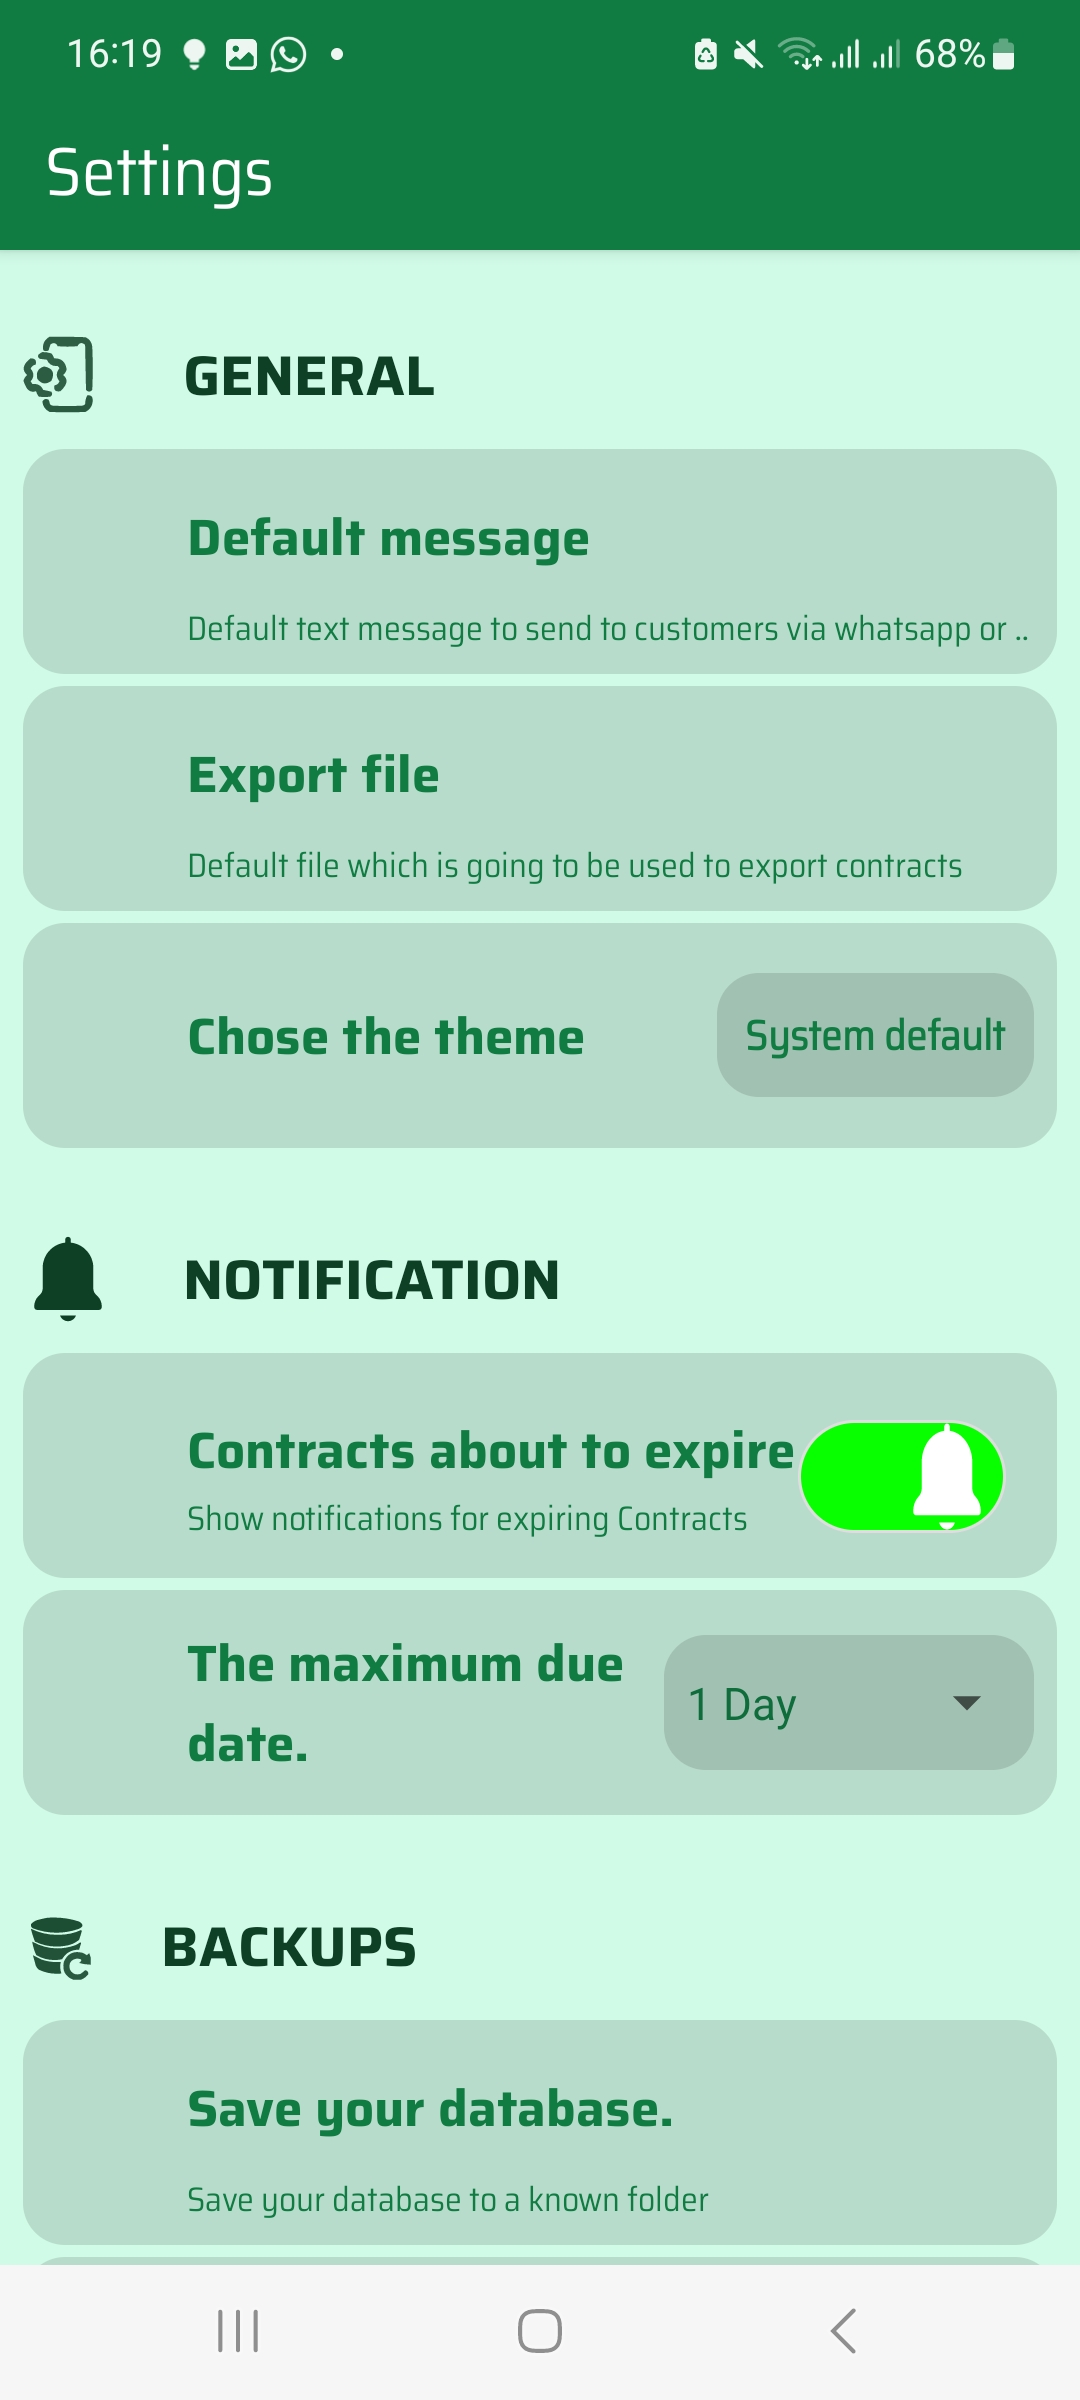 16:19
68%
Settings
GENERAL
Default message
Default text message to send to customers via whatsapp or ..
Export file
Default file which is going to be used to export contracts
Chose the theme
System default
NOTIFICATION
Contracts about to expire
Show notifications for expiring Contracts
The maximum due
date.
1 Day
BACKUPS
Save your database.
Save your database to a known folder